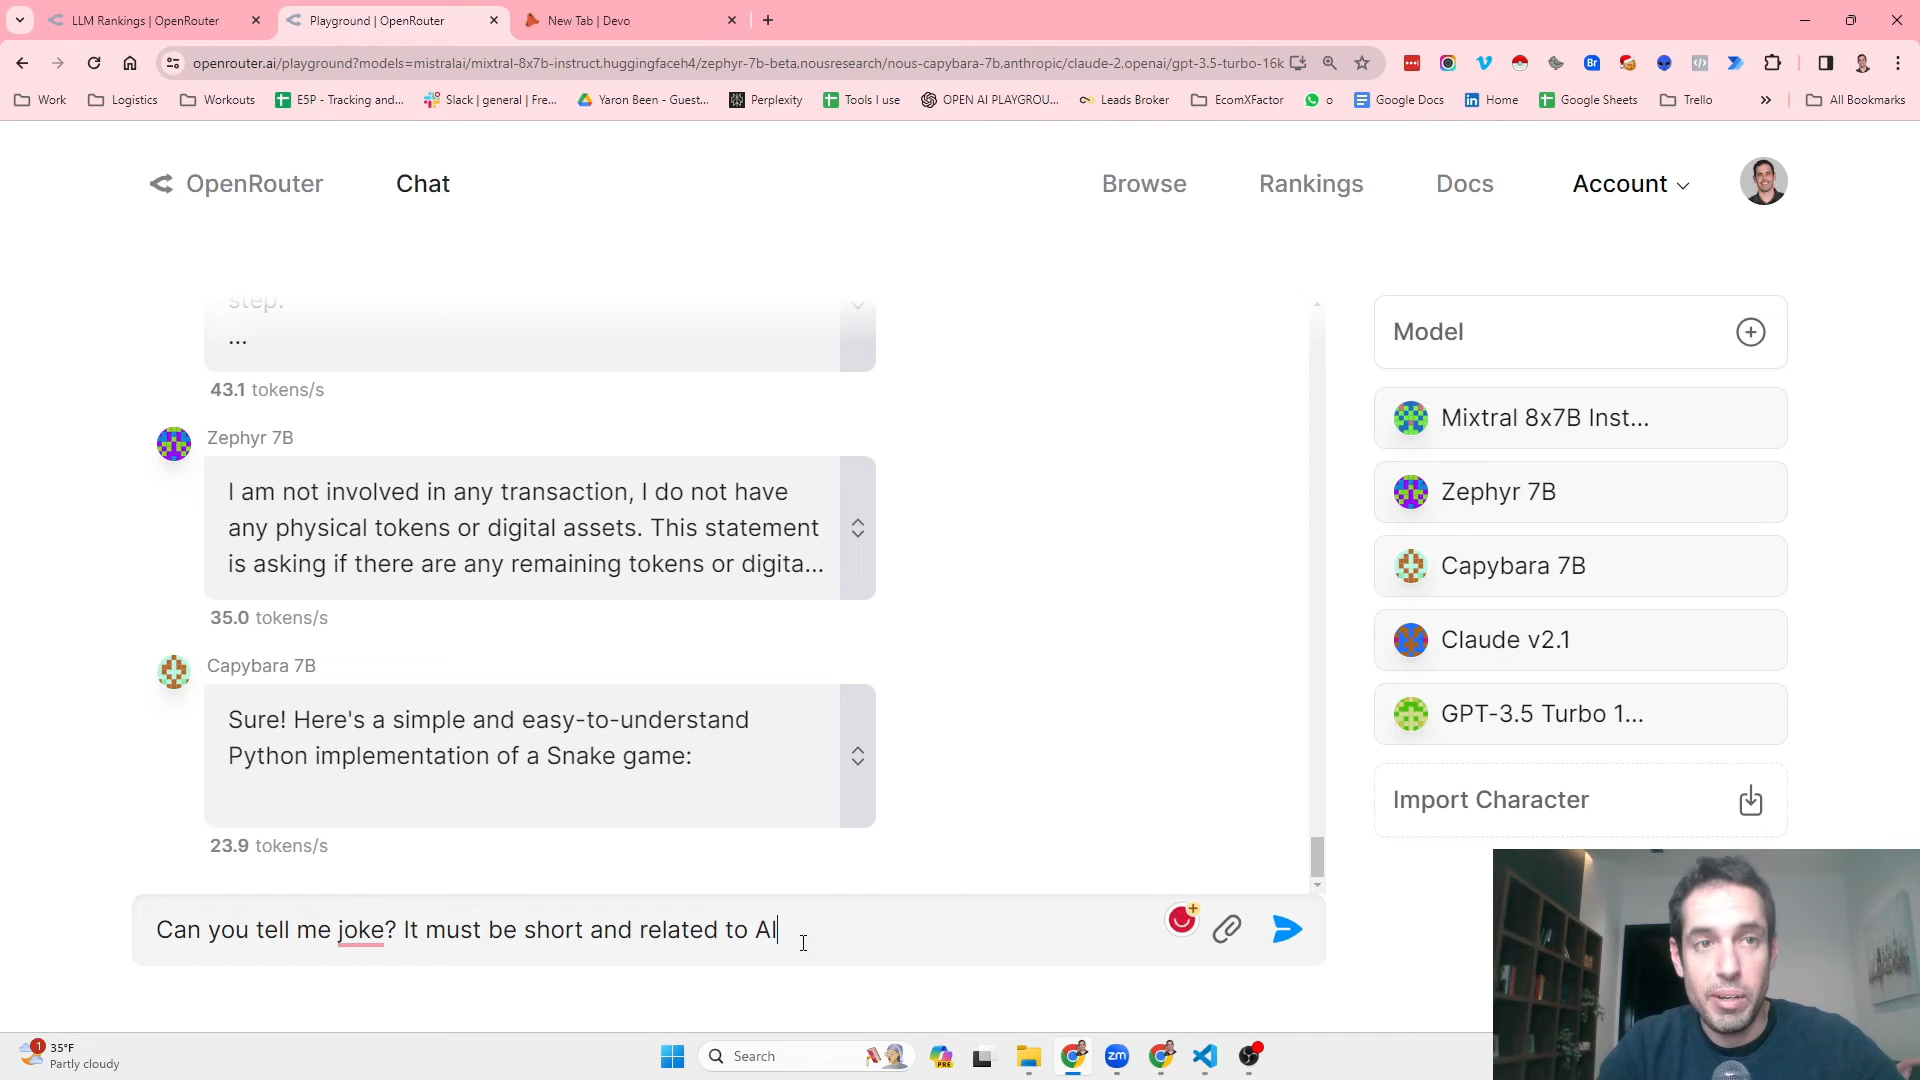 LLM Rankings | OpenRouter
Playground | OpenRouter
New Tab | Devo
openrouter.ai/playground?models=mistralai/mixtral-8x7b-instruct,huggingfaceh4/zephyr-7b-beta,nousresearch/nous-capybara-7b,anthropic/claude-2,openai/gpt-3.5-turbo-16k
Work
Logistics
Workouts
E5P - Tracking and...
Slack | general | Fre...
Yaron Been - Guest...
Perplexity
Tools I use
OPEN AI PLAYGROU...
Leads Broker
EcomXFactor
o
Google Docs
Home
Google Sheets
Trello
All Bookmarks
OpenRouter
Chat
Browse
Rankings
Docs
Account
step.
...
43.1 tokens/s
Zephyr 7B
I am not involved in any transaction, I do not have
any physical tokens or digital assets. This statement
is asking if there are any remaining tokens or digita...
35.0 tokens/s
Capybara 7B
Sure! Here's a simple and easy-to-understand
Python implementation of a Snake game:
23.9 tokens/s
Can you tell me joke? It must be short and related to AI
Model
Mixtral 8x7B Inst...
Zephyr 7B
Capybara 7B
Claude v2.1
GPT-3.5 Turbo 1...
Import Character
1
35°F
Partly cloudy
Search
PRE
zm